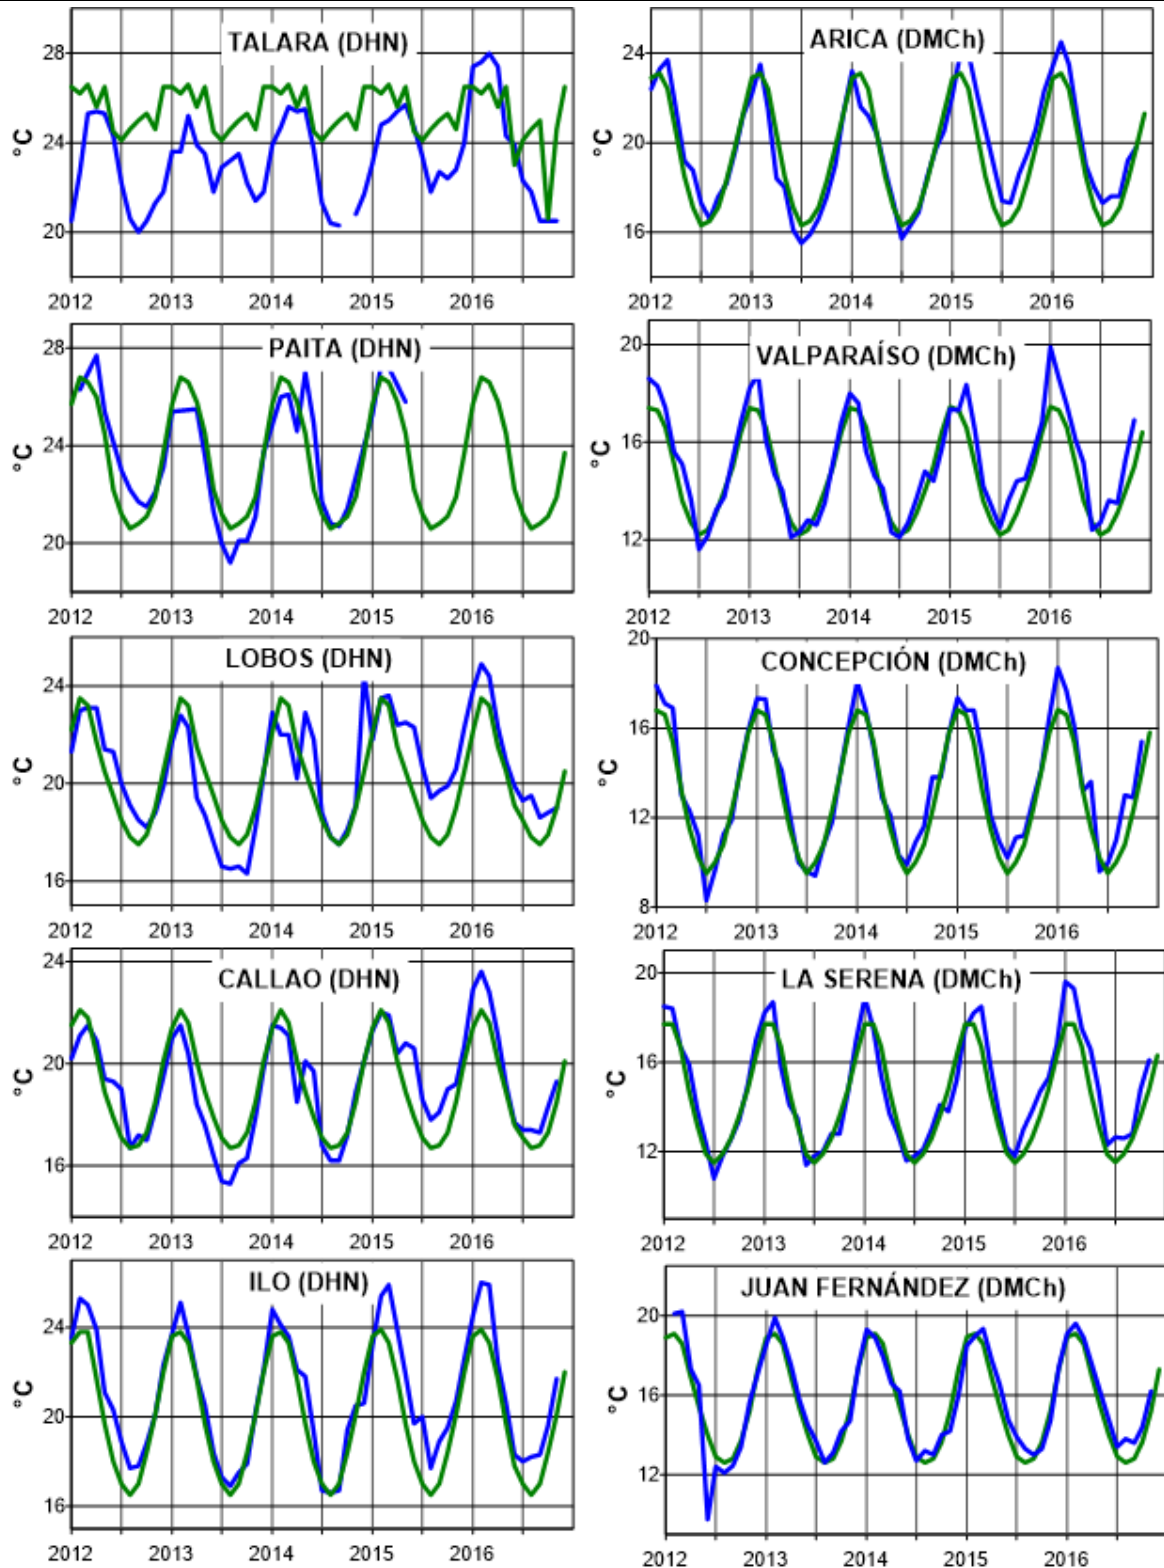 TALARA (DHN)
28
24
20
°C
2012 2013 2014 2015 2016
ARICA (DMCh)
24
20
16
°C
2012 2013 2014 2015 2016
PAITA (DHN)
28
24
20
°C
2012 2013 2014 2015 2016
VALPARAÍSO (DMCh)
20
16
12
°C
2012 2013 2014 2015 2016
LOBOS (DHN)
24
20
16
°C
2012 2013 2014 2015 2016
CONCEPCIÓN (DMCh)
20
16
12
8
°C
2012 2013 2014 2015 2016
CALLAO (DHN)
24
20
16
°C
2012 2013 2014 2015 2016
LA SERENA (DMCh)
20
16
12
°C
2012 2013 2014 2015 2016
ILO (DHN)
24
20
16
°C
2012 2013 2014 2015 2016
JUAN FERNÁNDEZ (DMCh)
20
16
12
°C
2012 2013 2014 2015 2016